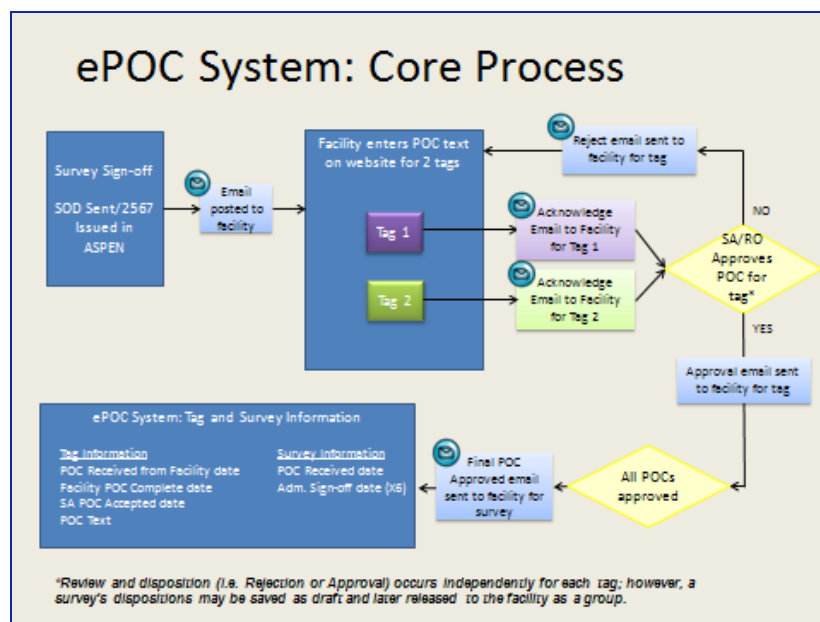 ePOC System: Core Process
Survey Sign-off
SOD Sent/2567
Issued in
ASPEN
Email
posted to
facility
Facility enters POC text
on website for 2 tags
Tag 1
Tag 2
Reject email sent to
facility for tag
Acknowledge
Email to Facility
for Tag 1
Acknowledge
Email to Facility
for Tag 2
NO
SA/RO
Approves
POC for
tag*
YES
Approval email sent
to facility for tag
All POCs
approved
Final POC
Approved email
sent to facility for
survey
ePOC System: Tag and Survey Information
Tag Information
POC Received from Facility date
Facility POC Complete date
SA POC Accepted date
POC Text
Survey Information
POC Received date
Adm. Sign-off date (X6)
*Review and disposition (i.e. Rejection or Approval) occurs independently for each tag; however, a
survey's dispositions may be saved as draft and later released to the facility as a group.